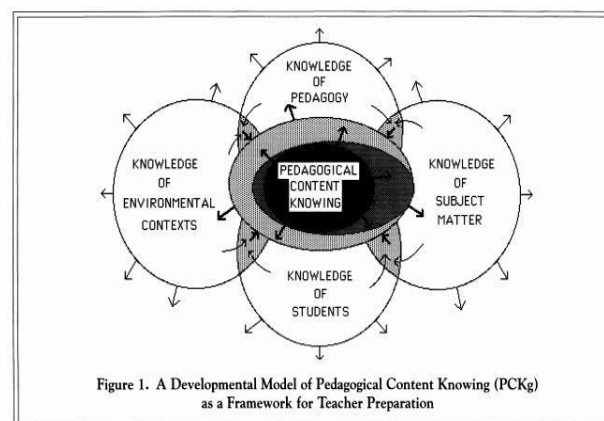 KNOWLEDGE
OF
PEDAGOGY
KNOWLEDGE
OF
ENVIRONMENTAL
CONTEXTS
PEDAGOGICAL
CONTENT
KNOWING
KNOWLEDGE
OF
SUBJECT
MATTER
KNOWLEDGE
OF
STUDENTS
Figure 1. A Developmental Model of Pedagogical Content Knowing (PCKg)
as a Framework for Teacher Preparation